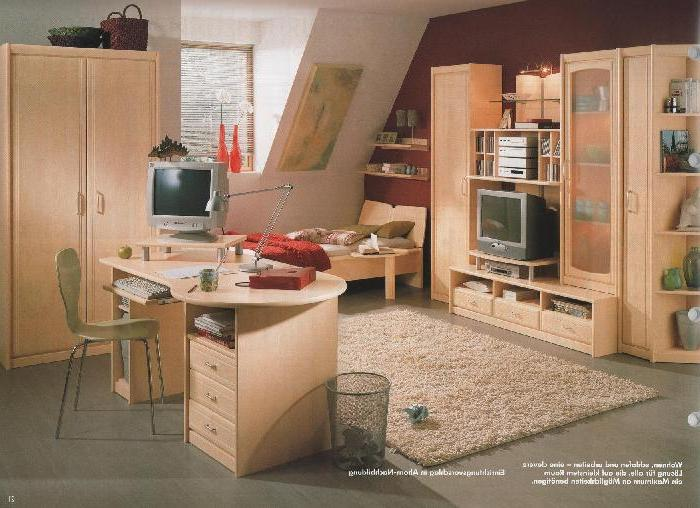 Wohnen, schlafen und arbeiten – eine clevere
Lösung für alle, die auf kleinstem Raum
ein Maximum an Möglichkeiten benötigen.
Einrichtungsvorschlag in Ahorn-Nachbildung
21